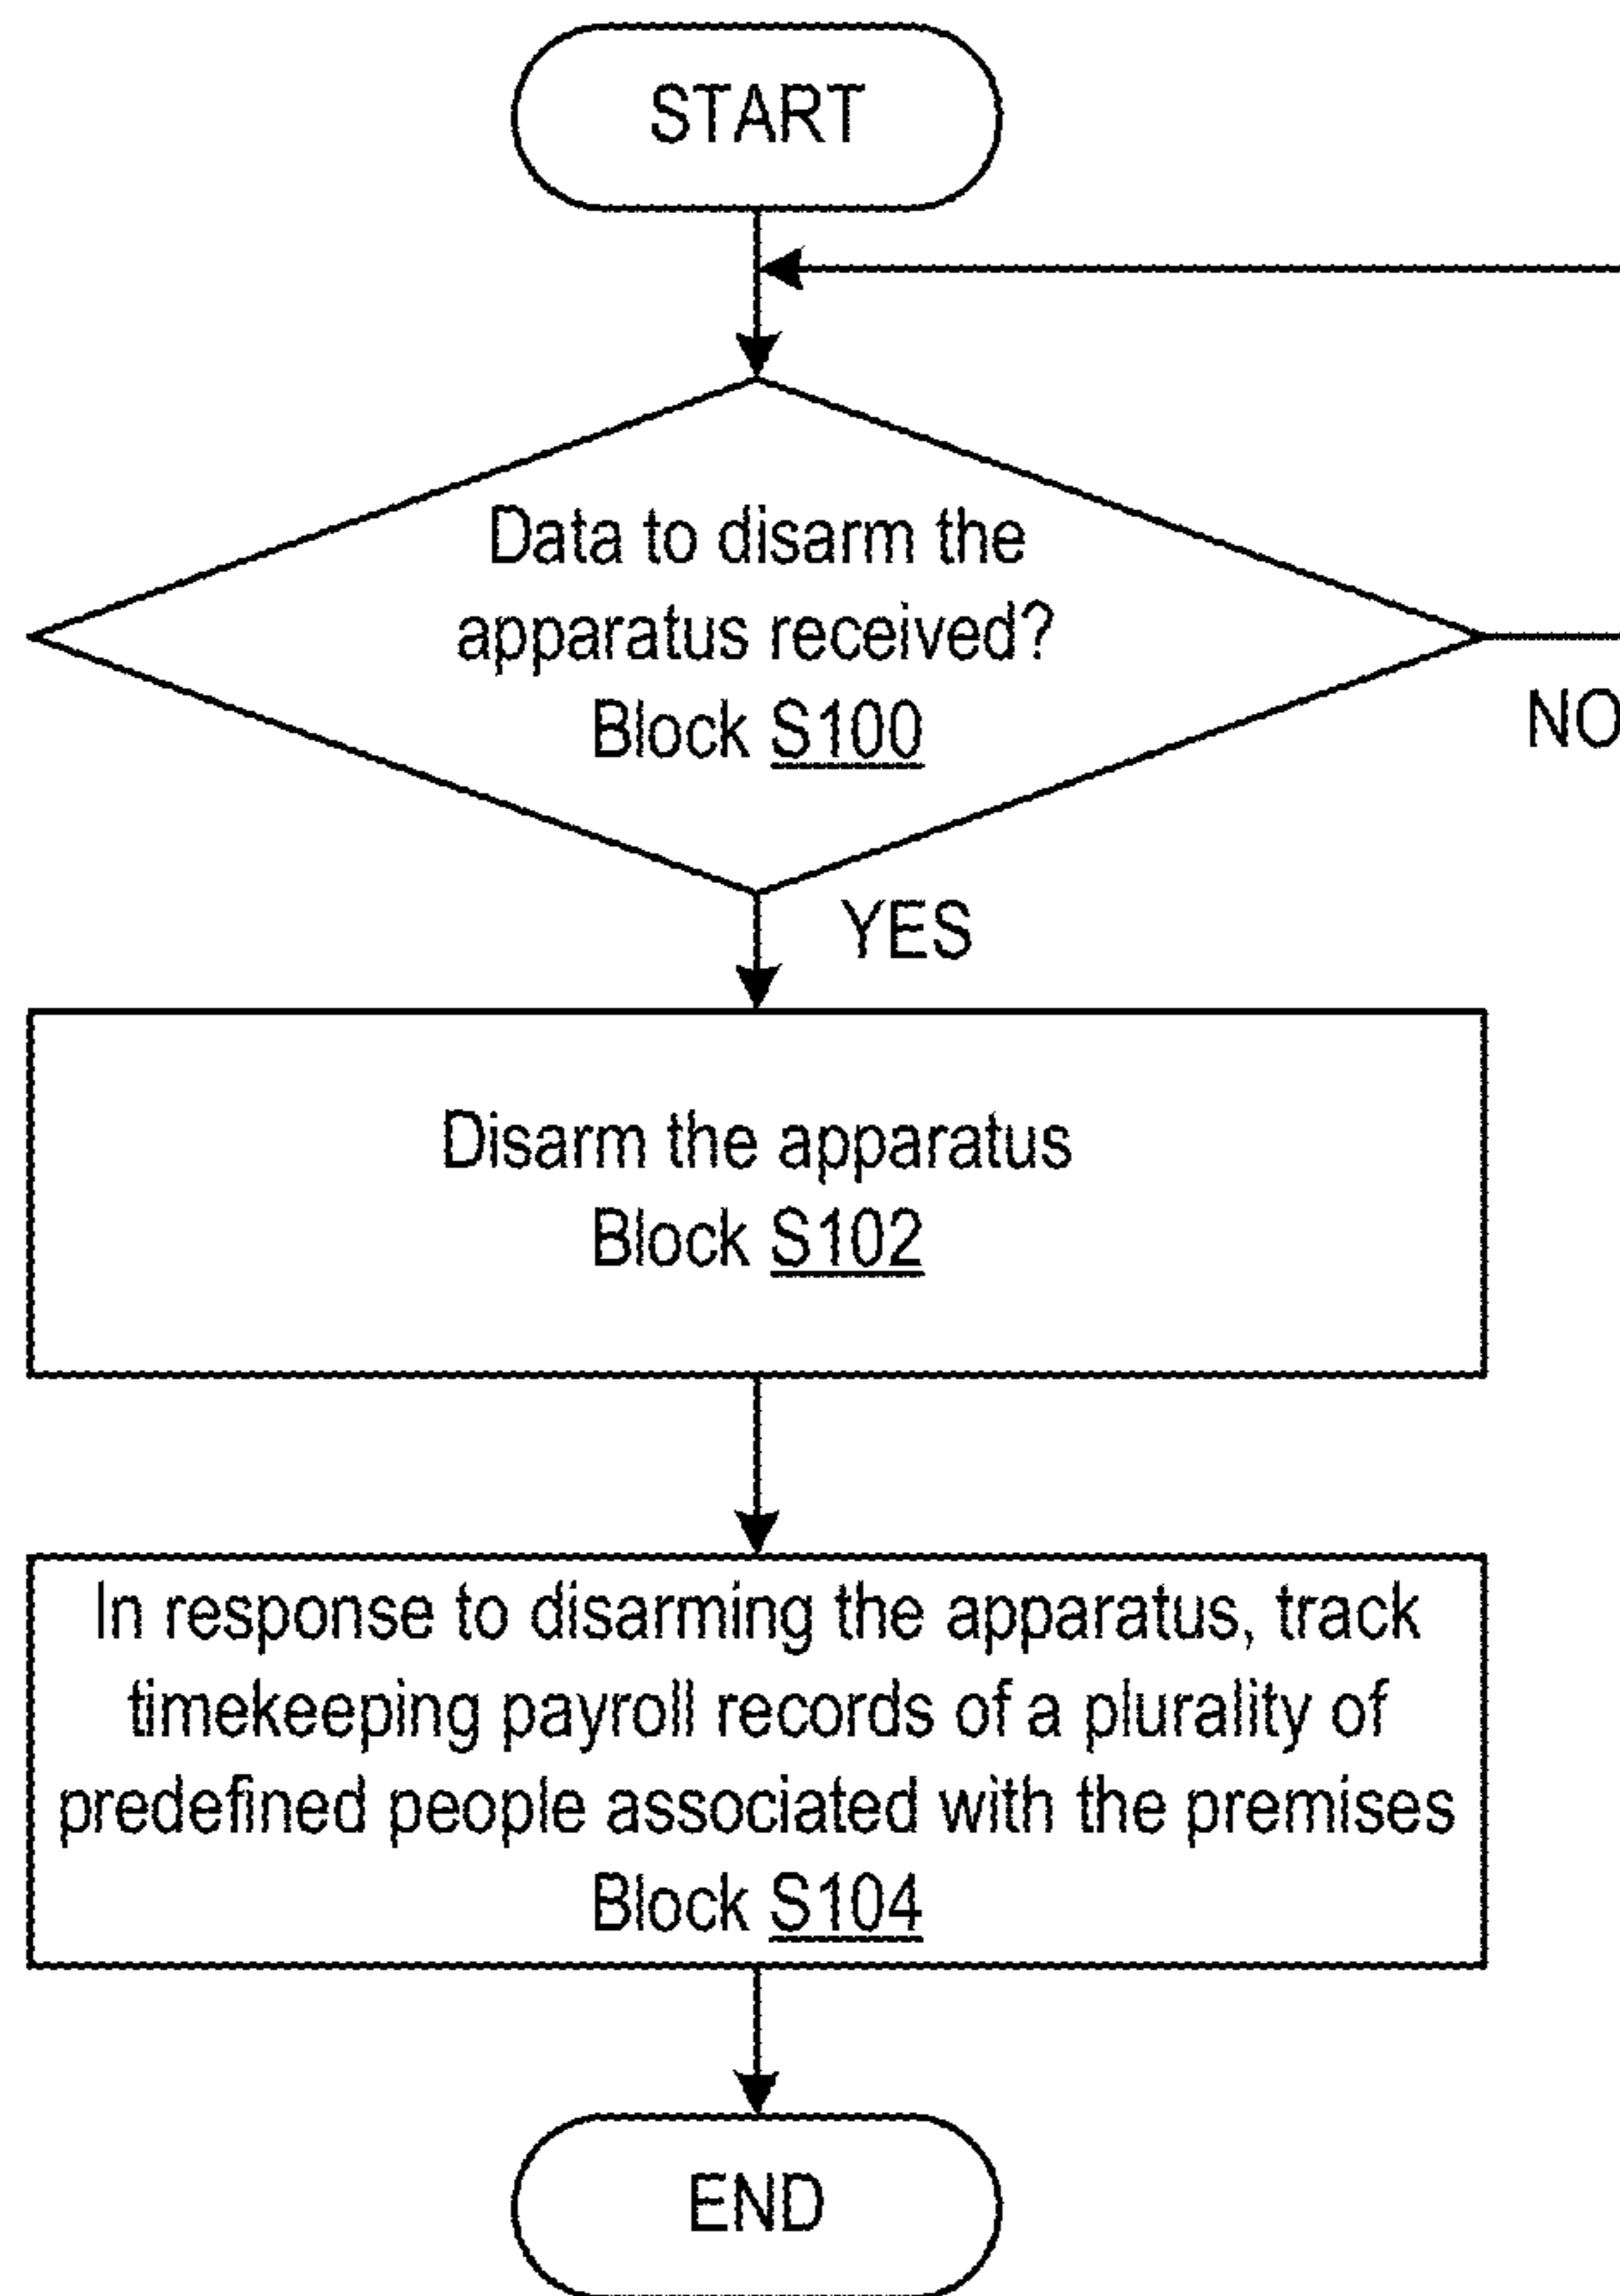 START
Data to disarm the
apparatus received?
Block S100
NO
YES
Disarm the apparatus
Block S102
In response to disarming the apparatus, track
timekeeping payroll records of a plurality of
predefined people associated with the premises
Block S104
END